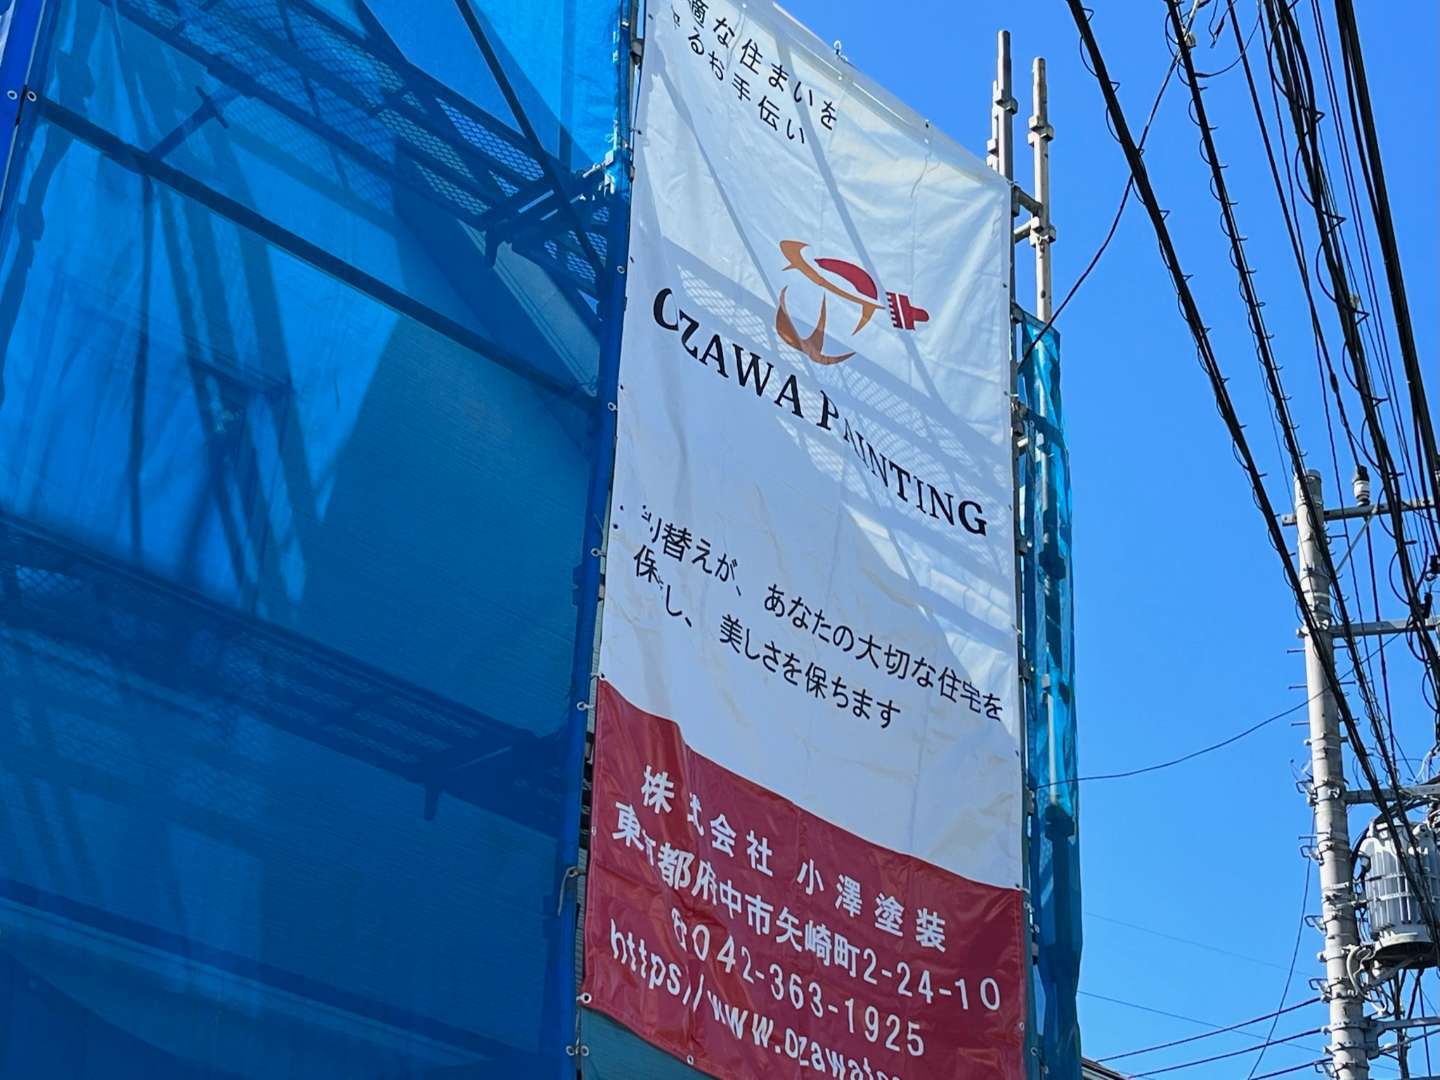 適な住まいを
るお手伝い
OZAWA PAINTING
り替えが、あなたの大切な住宅を
保 し、美しさを保ちます
株式会社 小澤塗装
東京都府中市矢崎町2-24-10
☎042-363-1925
https://www.ozawa